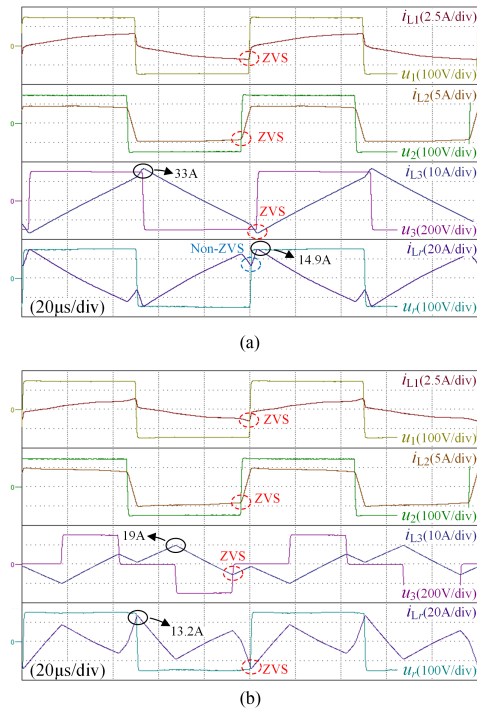 iL1(2.5A/div)
0
ZVS
u1(100V/div)
iL2(5A/div)
0
ZVS
u2(100V/div)
iL3(10A/div)
33A
ZVS
u3(200V/div)
Non-ZVS
iLr(20A/div)
0
14.9A
(20μs/div)
ur(100V/div)
(a)
iL1(2.5A/div)
0
ZVS
u1(100V/div)
iL2(5A/div)
0
ZVS
u2(100V/div)
19A
iL3(10A/div)
0
ZVS
u3(200V/div)
iLr(20A/div)
13.2A
0
(20μs/div)
ZVS
ur(100V/div)
(b)